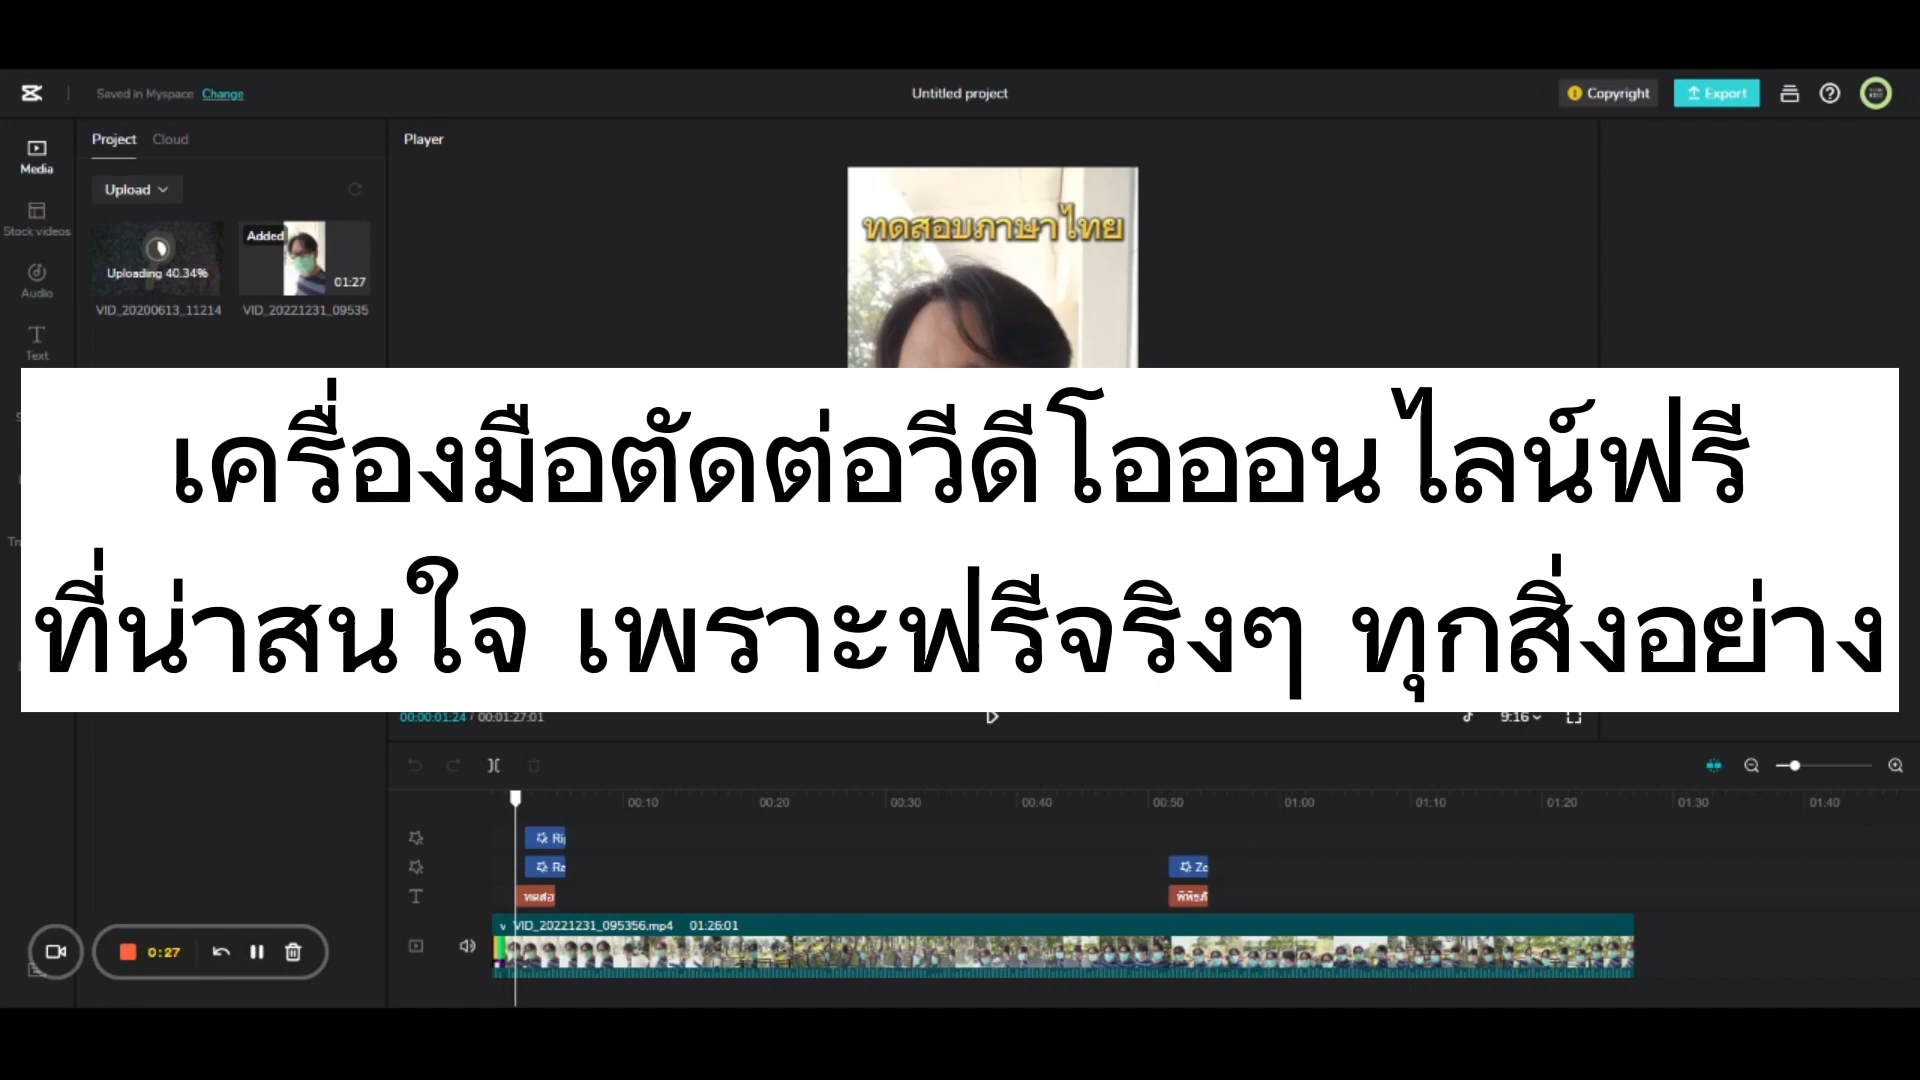 Saved in Myspace Change
Untitled project
Copyright
Export
Project Cloud
Player
Media
Upload
Stock videos
Added
Uploading 40.34%
01:27
VID_20200613_11214
VID_20221231_09535
Audio
Text
ทดสอบภาษาไทย
เครื่องมือตัดต่อวีดีโอออนไลน์ฟรี
ที่น่าสนใจ เพราะฟรีจริงๆ ทุกสิ่งอย่าง
00:00:01:24 / 00:01:27:01
9:16
00:10 00:20 00:30 00:40 00:50 01:00 01:10 01:20 01:30 01:40
VID_20221231_095356.mp4 01:26:01
0:27